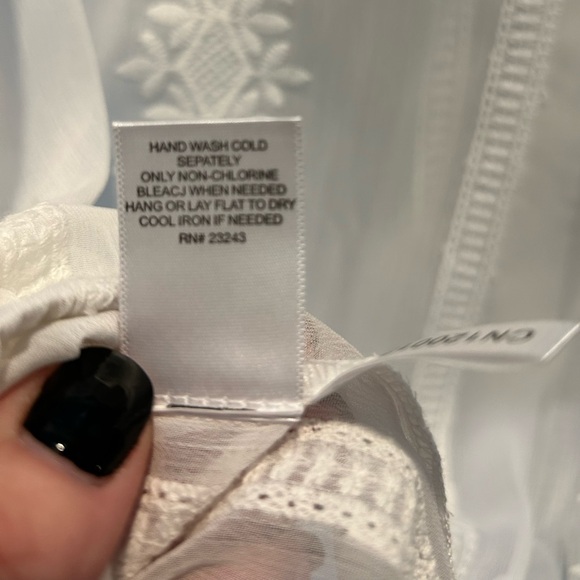 HAND WASH COLD
SEPATELY
ONLY NON-CHLORINE
BLEACJ WHEN NEEDED
HANG OR LAY FLAT TO DRY
COOL IRON IF NEEDED
RN# 23243